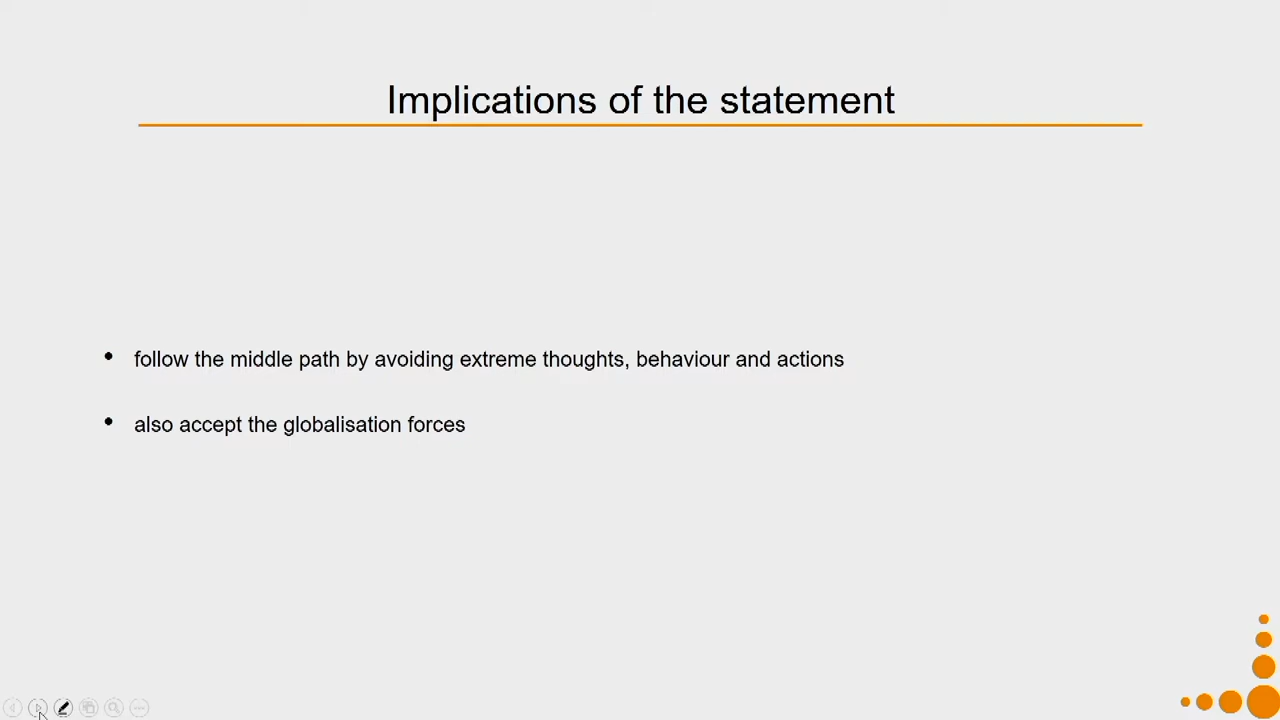 Implications of the statement
• follow the middle path by avoiding extreme thoughts, behaviour and actions
• also accept the globalisation forces